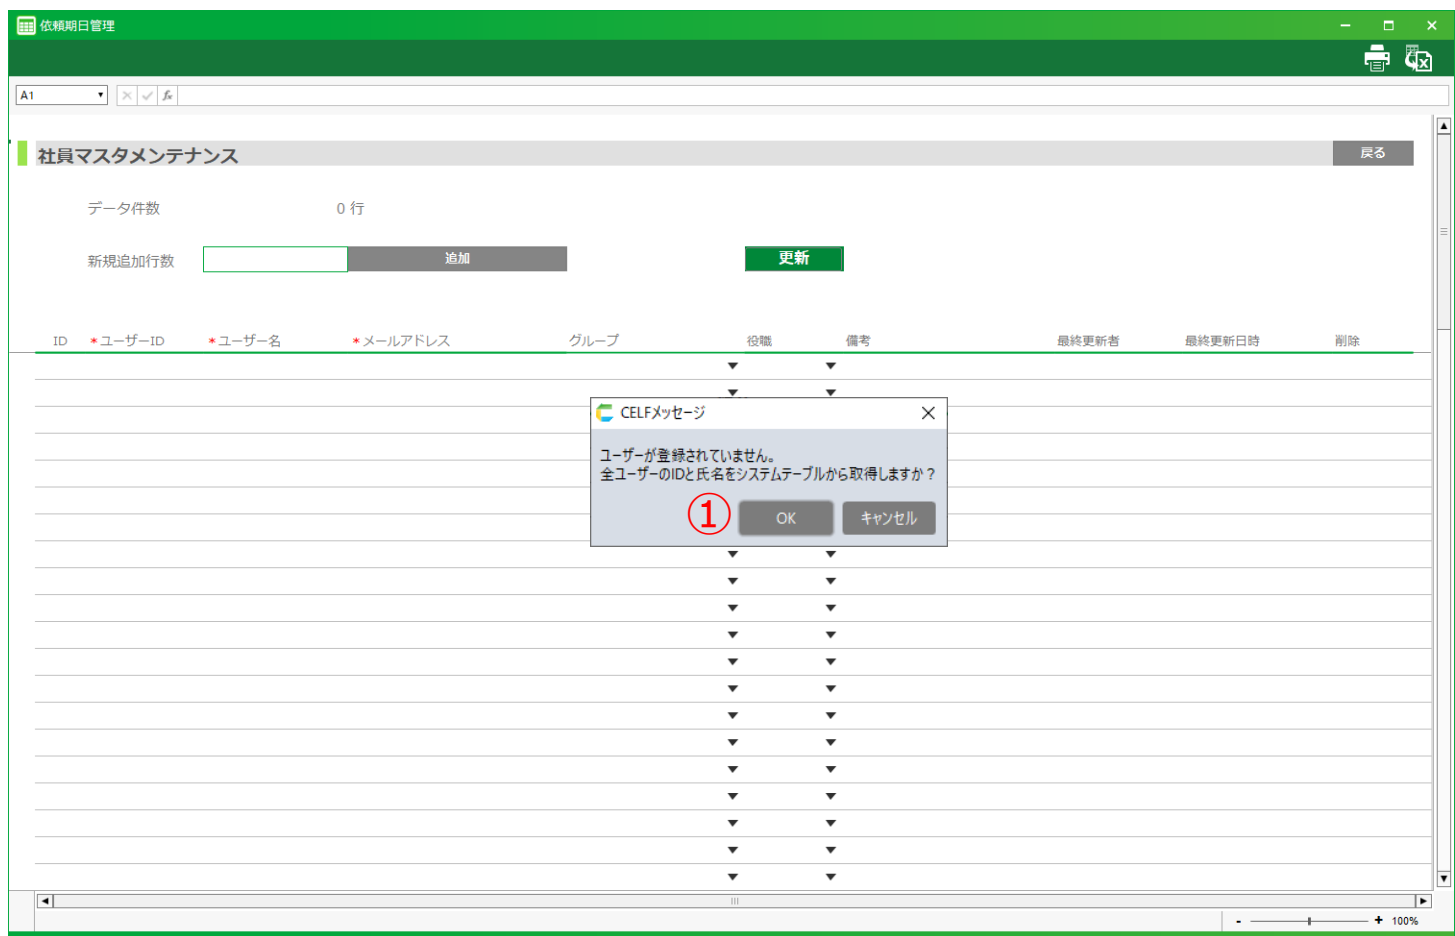 依頼期日管理
A1
fx
社員マスタメンテナンス
戻る
データ件数 0 行
新規追加行数 追加 更新
ID *ユーザーID *ユーザー名 *メールアドレス グループ 役職 備考 最終更新者 最終更新日時 削除
CELFメッセージ
ユーザーが登録されていません。
全ユーザーのIDと氏名をシステムテーブルから取得しますか？
① OK キャンセル
- + 100%